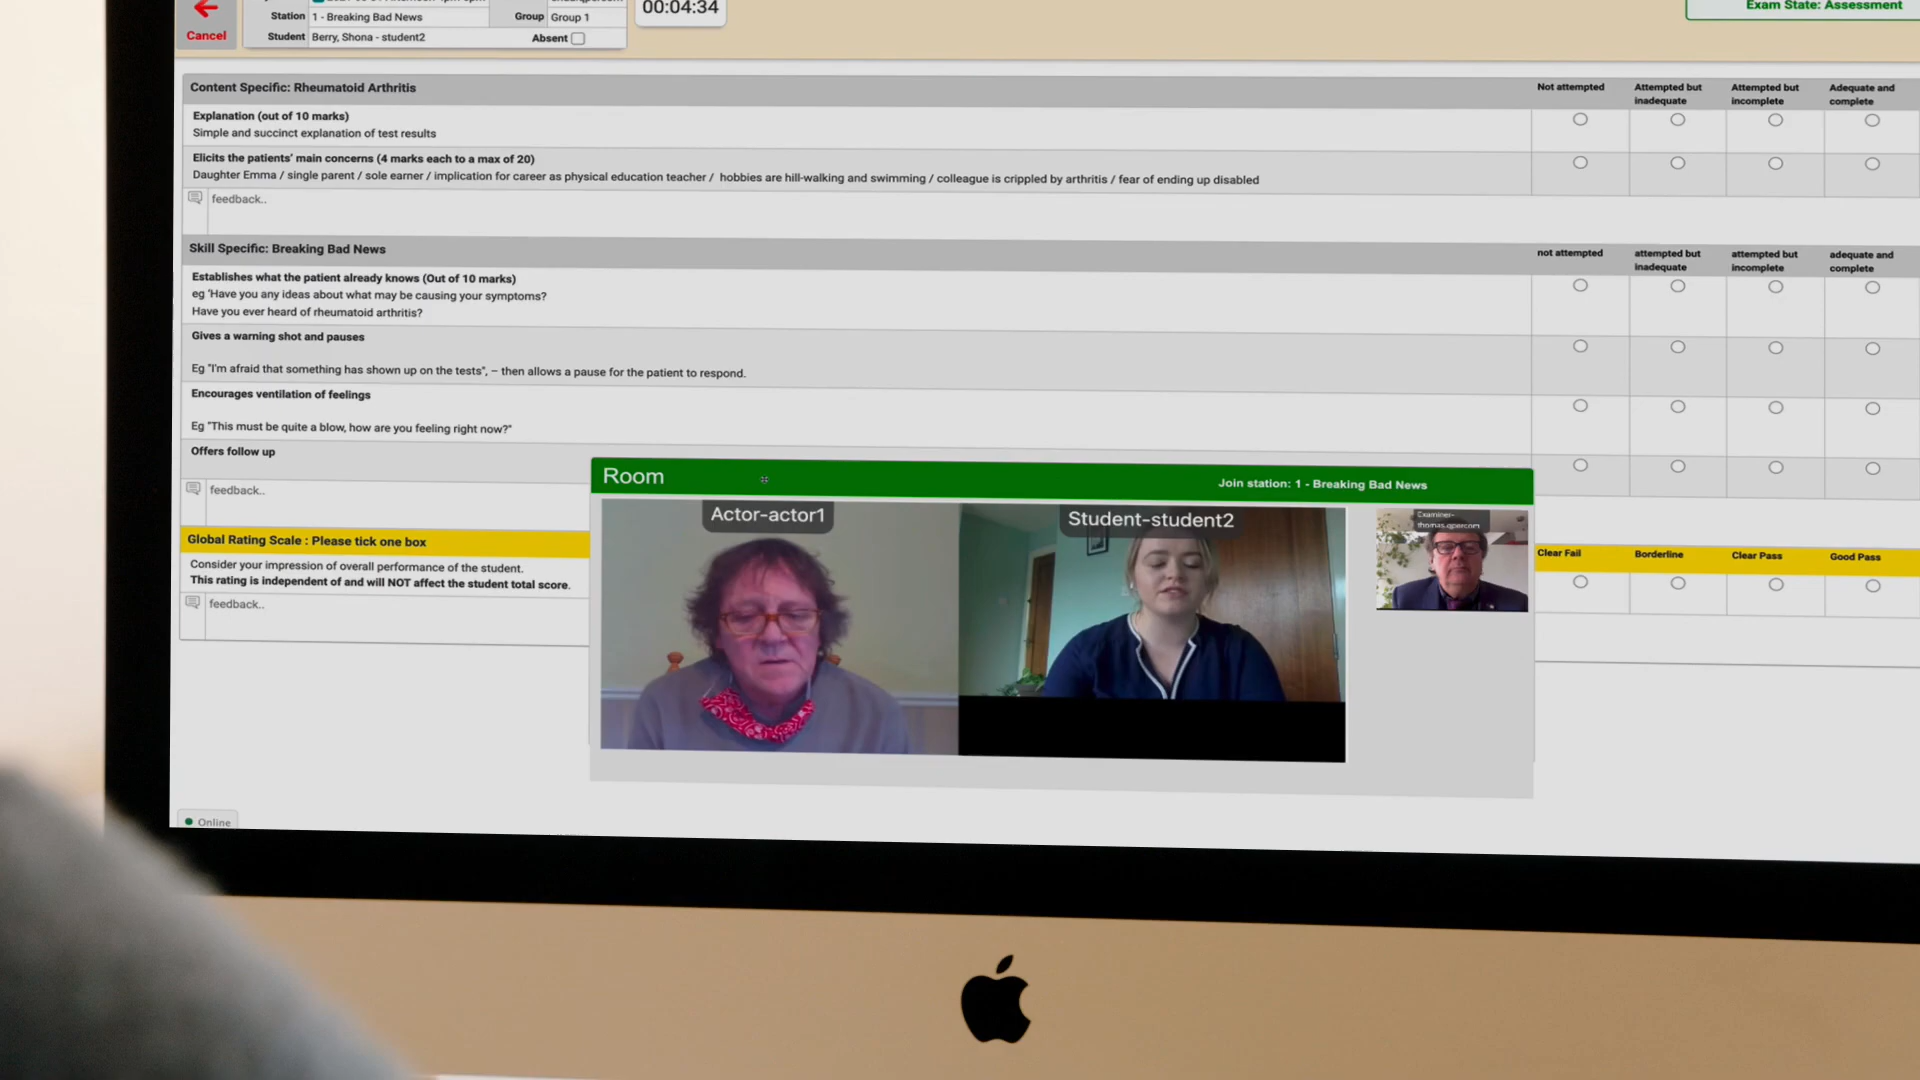 Cancel
Station 1 - Breaking Bad News Group Group 1
Student Berry, Shona - student2 Absent
00:04:34
Exam State: Assessment
Content Specific: Rheumatoid Arthritis
Not attempted
Attempted but
inadequate
Attempted but
incomplete
Adequate and
complete
Explanation (out of 10 marks)
Simple and succinct explanation of test results
Elicits the patients' main concerns (4 marks each to a max of 20)
Daughter Emma / single parent / sole earner / implication for career as physical education teacher / hobbies are hill-walking and swimming / colleague is crippled by arthritis / fear of ending up disabled
feedback..
Skill Specific: Breaking Bad News
not attempted
attempted but
inadequate
attempted but
incomplete
adequate and
complete
Establishes what the patient already knows (Out of 10 marks)
eg 'Have you any ideas about what may be causing your symptoms?
Have you ever heard of rheumatoid arthritis?
Gives a warning shot and pauses
Eg "I'm afraid that something has shown up on the tests", – then allows a pause for the patient to respond.
Encourages ventilation of feelings
Eg "This must be quite a blow, how are you feeling right now?"
Offers follow up
feedback..
Room
Join station: 1 - Breaking Bad News
Actor-actor1
Student-student2
Examiner-
thomas.qpercom
Global Rating Scale : Please tick one box
Clear Fail
Borderline
Clear Pass
Good Pass
Consider your impression of overall performance of the student.
This rating is independent of and will NOT affect the student total score.
feedback..
Online